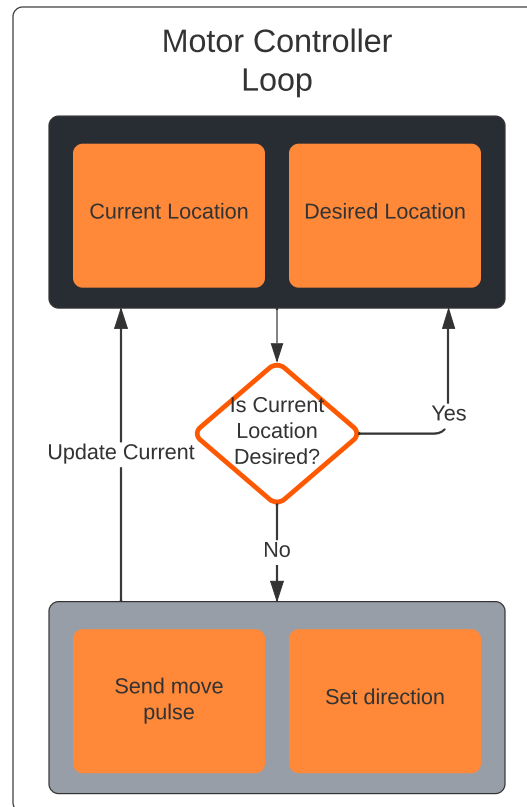 Motor Controller
Loop
Current Location
Desired Location
Is Current
Location
Desired?
Yes
Update Current
No
Send move
pulse
Set direction